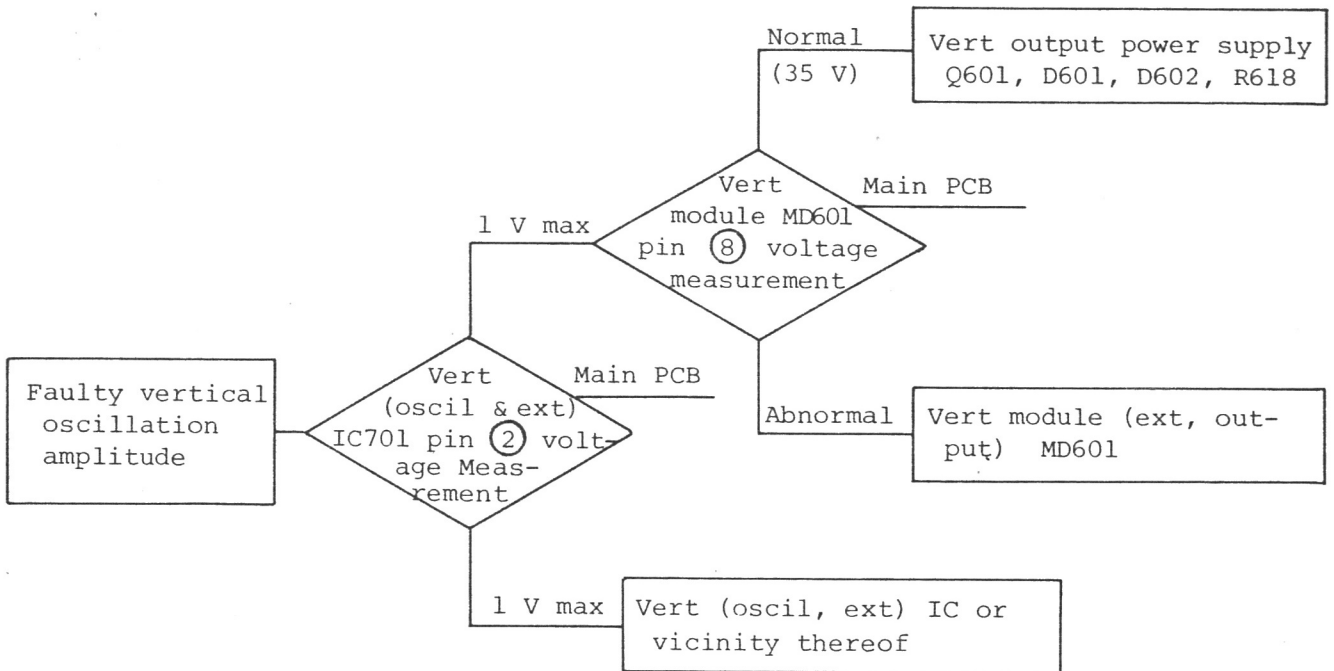 Normal
(35 V)
Vert output power supply
Q601, D601, D602, R618
Vert
module MD601
pin ⑧ voltage
measurement
Main PCB
1 V max
Faulty vertical
oscillation
amplitude
Vert
(oscil & ext)
IC701 pin ② volt-
age Meas-
rement
Main PCB
Abnormal
Vert module (ext, out-
put) MD601
1 V max
Vert (oscil, ext) IC or
vicinity thereof